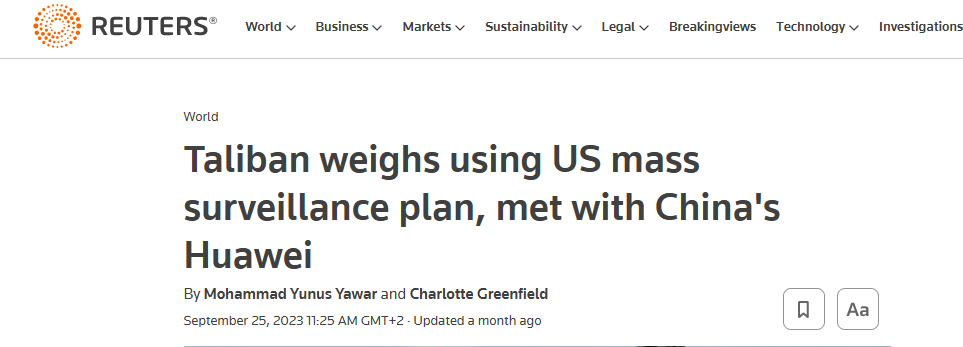 REUTERS®
World Business Markets Sustainability Legal Breakingviews Technology Investigations
World
Taliban weighs using US mass
surveillance plan, met with China's
Huawei
By Mohammad Yunus Yawar and Charlotte Greenfield
Aa
September 25, 2023 11:25 AM GMT+2 · Updated a month ago